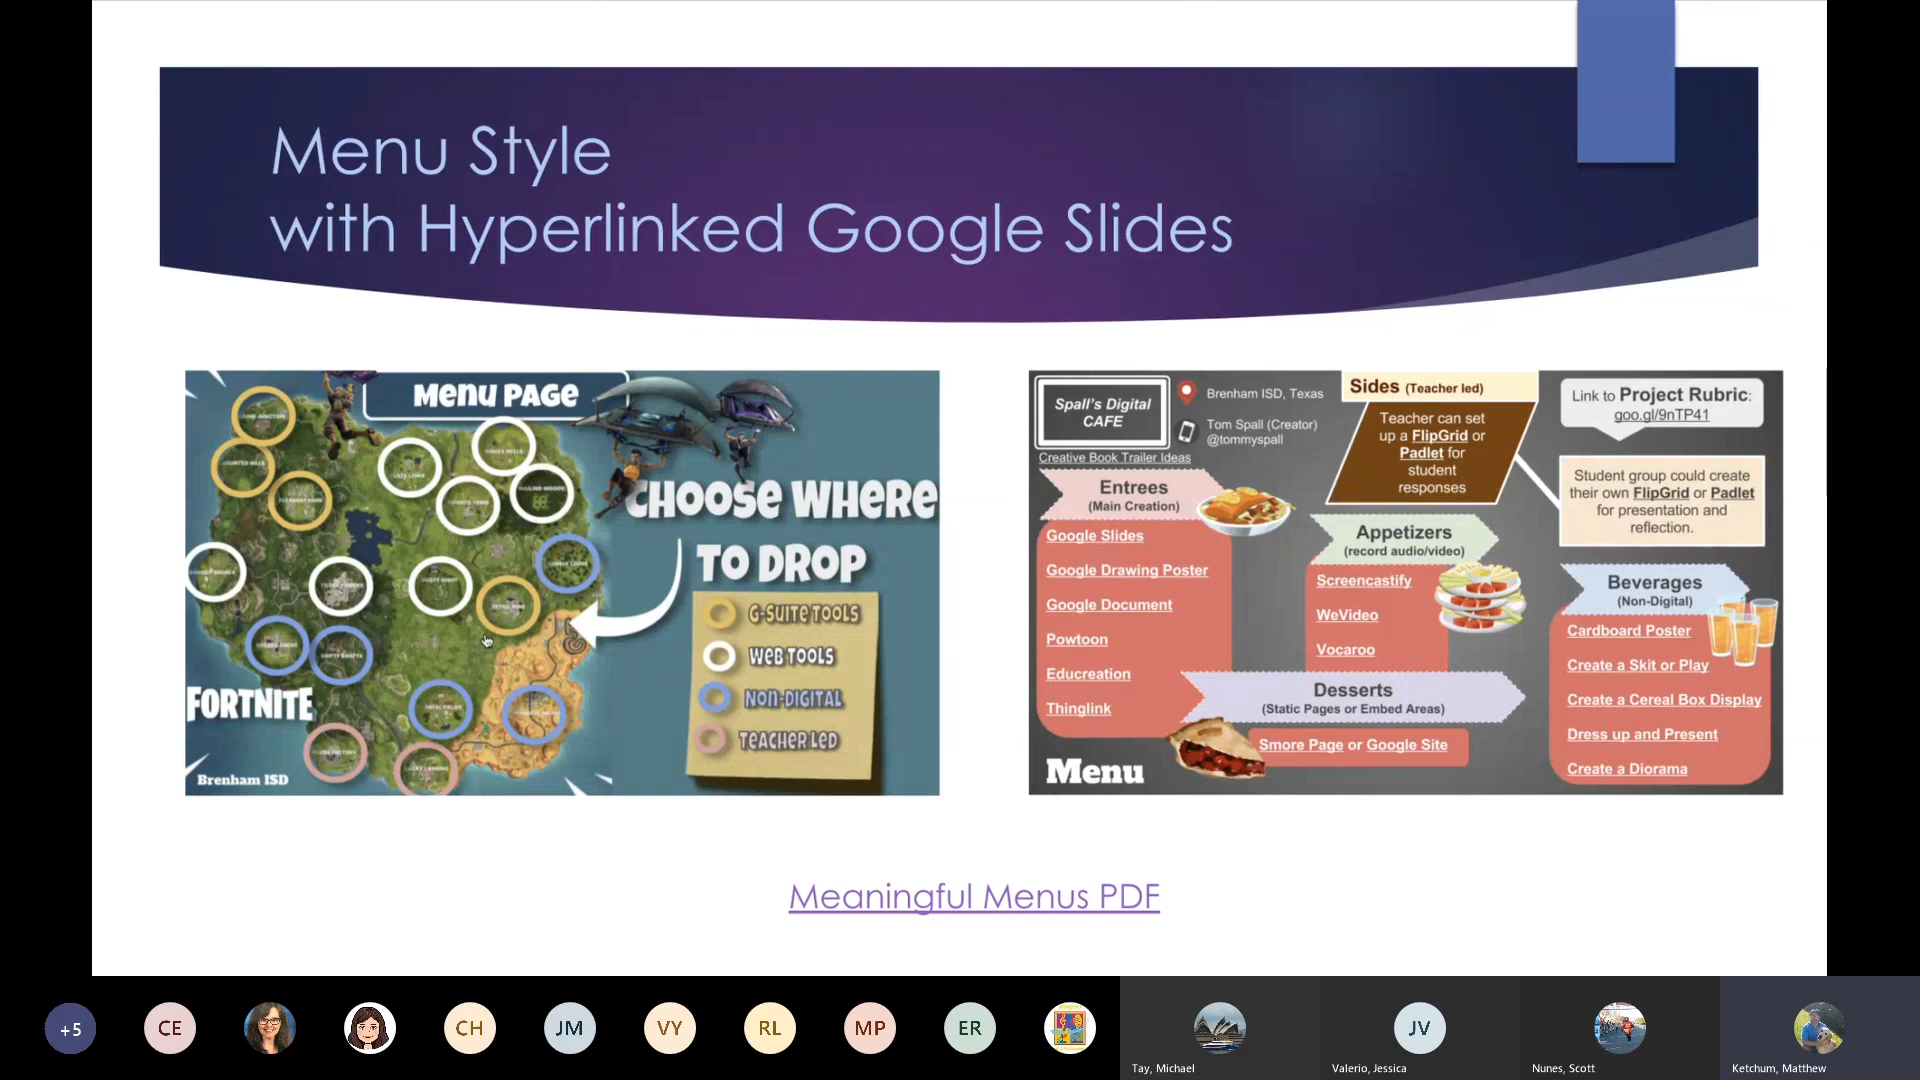 Menu Style
with Hyperlinked Google Slides
Menu Page
CHOOSE WHERE
TO DROP
G-SUITE TOOLS
WEB TOOLS
NON-DIGITAL
TEACHER LED
FORTNITE
Brenham ISD
Spall's Digital
CAFE
Brenham ISD, Texas
Tom Spall (Creator)
@tommyspall
Creative Book Trailer Ideas
Sides (Teacher led)
Teacher can set
up a FlipGrid or
Padlet for
student
responses
Link to Project Rubric:
goo.gl/9nTP41
Student group could create
their own FlipGrid or Padlet
for presentation and
reflection.
Entrees
(Main Creation)
Google Slides
Google Drawing Poster
Google Document
Powtoon
Educreation
Thinglink
Appetizers
(record audio/video)
Screencastify
WeVideo
Vocaroo
Desserts
(Static Pages or Embed Areas)
Smore Page or Google Site
Beverages
(Non-Digital)
Cardboard Poster
Create a Skit or Play
Create a Cereal Box Display
Dress up and Present
Create a Diorama
Menu
Meaningful Menus PDF
+5
CE
CH
JM
VY
RL
MP
ER
JV
Tay, Michael
Valerio, Jessica
Nunes, Scott
Ketchum, Matthew